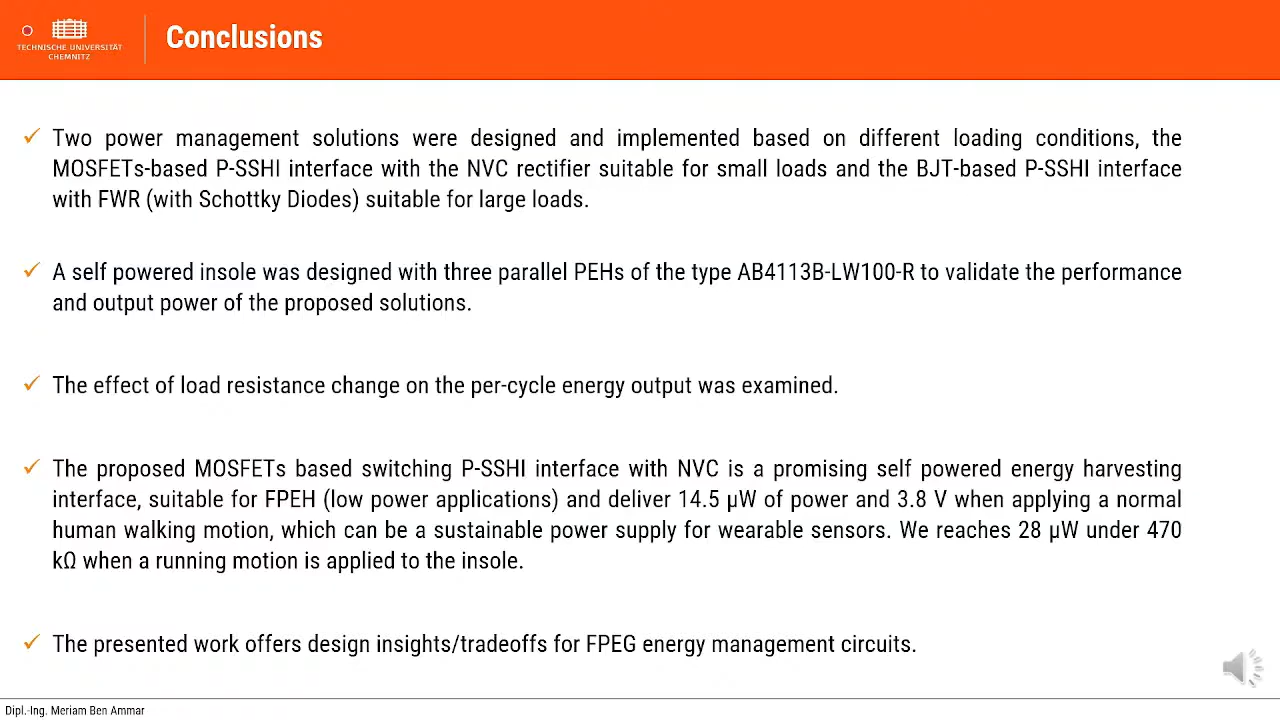 TECHNISCHE UNIVERSITÄT
CHEMNITZ
Conclusions
✓ Two power management solutions were designed and implemented based on different loading conditions, the
MOSFETs-based P-SSHI interface with the NVC rectifier suitable for small loads and the BJT-based P-SSHI interface
with FWR (with Schottky Diodes) suitable for large loads.
✓ A self powered insole was designed with three parallel PEHs of the type AB4113B-LW100-R to validate the performance
and output power of the proposed solutions.
✓ The effect of load resistance change on the per-cycle energy output was examined.
✓ The proposed MOSFETs based switching P-SSHI interface with NVC is a promising self powered energy harvesting
interface, suitable for FPEH (low power applications) and deliver 14.5 µW of power and 3.8 V when applying a normal
human walking motion, which can be a sustainable power supply for wearable sensors. We reaches 28 µW under 470
kΩ when a running motion is applied to the insole.
✓ The presented work offers design insights/tradeoffs for FPEG energy management circuits.
Dipl.-Ing. Meriam Ben Ammar